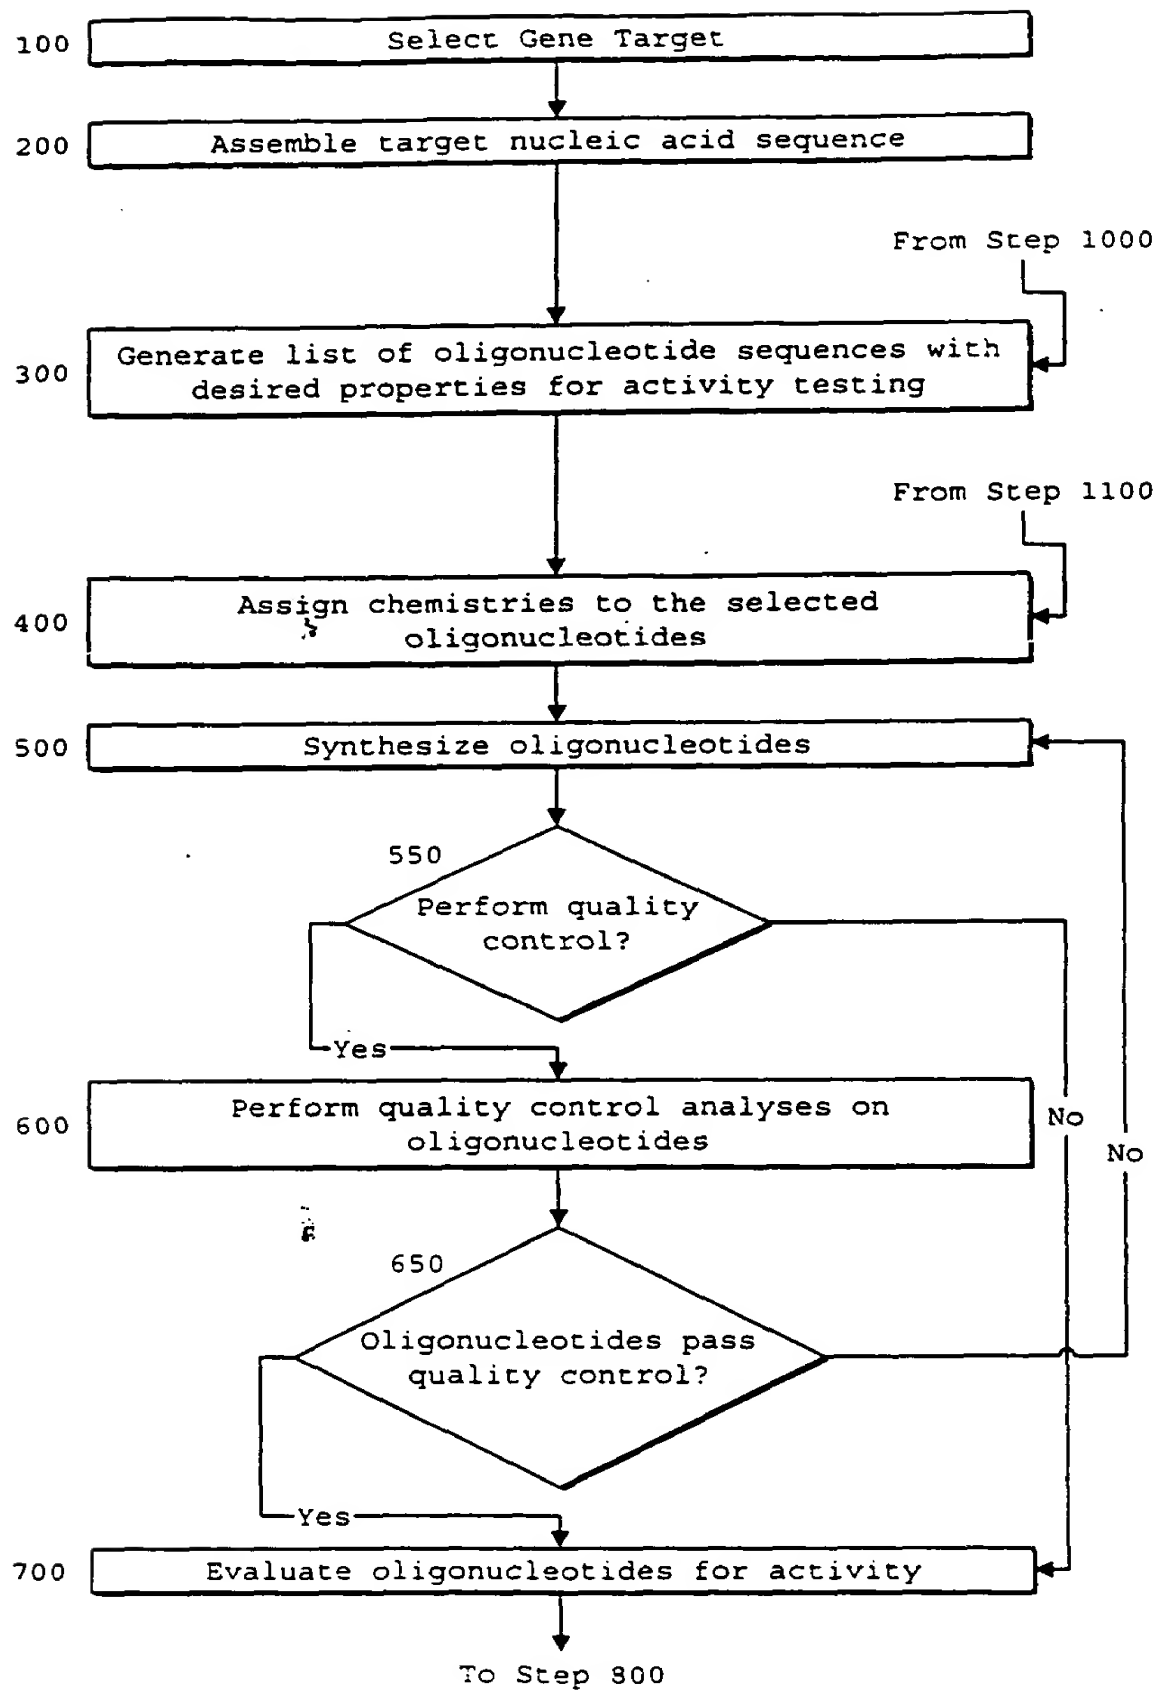 100 Select Gene Target
200 Assemble target nucleic acid sequence
From Step 1000
300 Generate list of oligonucleotide sequences with
desired properties for activity testing
From Step 1100
400 Assign chemistries to the selected
oligonucleotides
500 Synthesize oligonucleotides
550
Perform quality
control?
Yes
600 Perform quality control analyses on
oligonucleotides
No
No
650
Oligonucleotides pass
quality control?
Yes
700 Evaluate oligonucleotides for activity
To Step 800